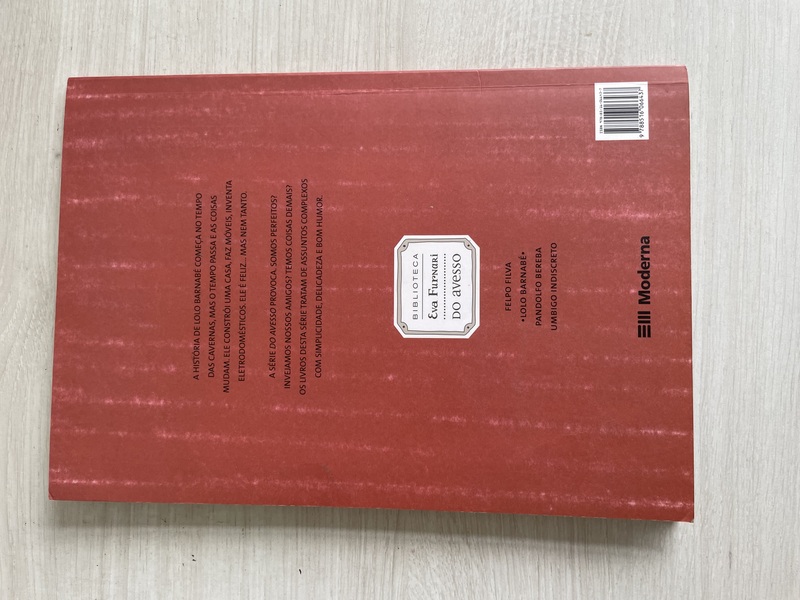 A HISTÓRIA DE LOLO BARNABÉ COMEÇA NO TEMPO
DAS CAVERNAS, MAS O TEMPO PASSA E AS COISAS
MUDAM. ELE CONSTRÓI UMA CASA, FAZ MÓVEIS, INVENTA
ELETRODOMÉSTICOS. ELE É FELIZ... MAS NEM TANTO.
A SÉRIE DO AVESSO PROVOCA. SOMOS PERFEITOS?
INVEJAMOS NOSSOS AMIGOS? TEMOS COISAS DEMAIS?
OS LIVROS DESTA SÉRIE TRATAM DE ASSUNTOS COMPLEXOS
COM SIMPLICIDADE, DELICADEZA E BOM HUMOR.
BIBLIOTECA
Eva Furnari
DO AVESSO
FELPO FILVA
•LOLO BARNABÉ•
PANDOLFO BEREBA
UMBIGO INDISCRETO
ISBN 978-85-16-06643-7
9 788516 066437
Moderna